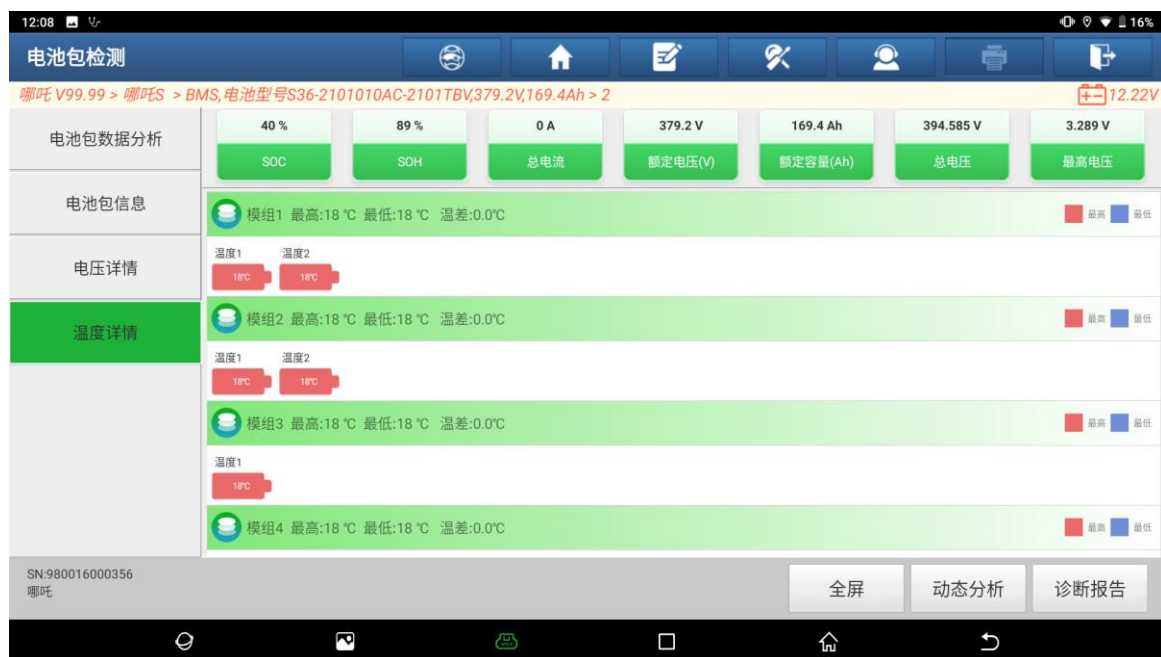 12:08
16%
电池包检测
哪吒 V99.99 > 哪吒S > BMS,电池型号S36-2101010AC-2101TBV,379.2V,169.4Ah > 2
12.22V
电池包数据分析
电池包信息
电压详情
温度详情
40 %
SOC
89 %
SOH
0 A
总电流
379.2 V
额定电压(V)
169.4 Ah
额定容量(Ah)
394.585 V
总电压
3.289 V
最高电压
模组1 最高:18 ℃ 最低:18 ℃ 温差:0.0℃
最高 最低
温度1 温度2
18℃ 18℃
模组2 最高:18 ℃ 最低:18 ℃ 温差:0.0℃
最高 最低
温度1 温度2
18℃ 18℃
模组3 最高:18 ℃ 最低:18 ℃ 温差:0.0℃
最高 最低
温度1
18℃
模组4 最高:18 ℃ 最低:18 ℃ 温差:0.0℃
最高 最低
SN:980016000356
哪吒
全屏
动态分析
诊断报告